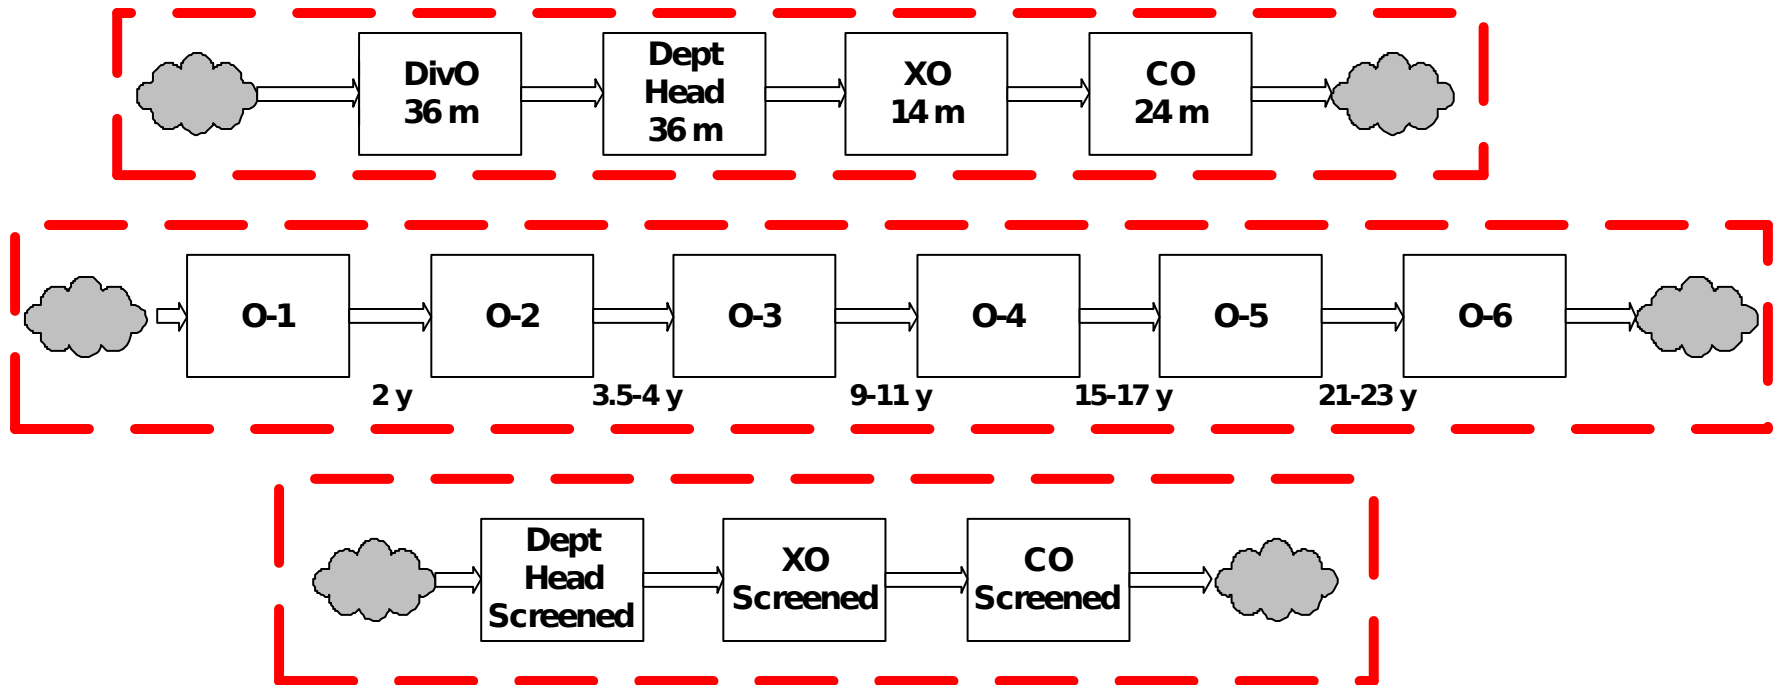 DivO
36 m
Dept
Head
36 m
XO
14 m
CO
24 m
O-1
O-2
O-3
O-4
O-5
O-6
2 y
3.5-4 y
9-11 y
15-17 y
21-23 y
Dept
Head
Screened
XO
Screened
CO
Screened